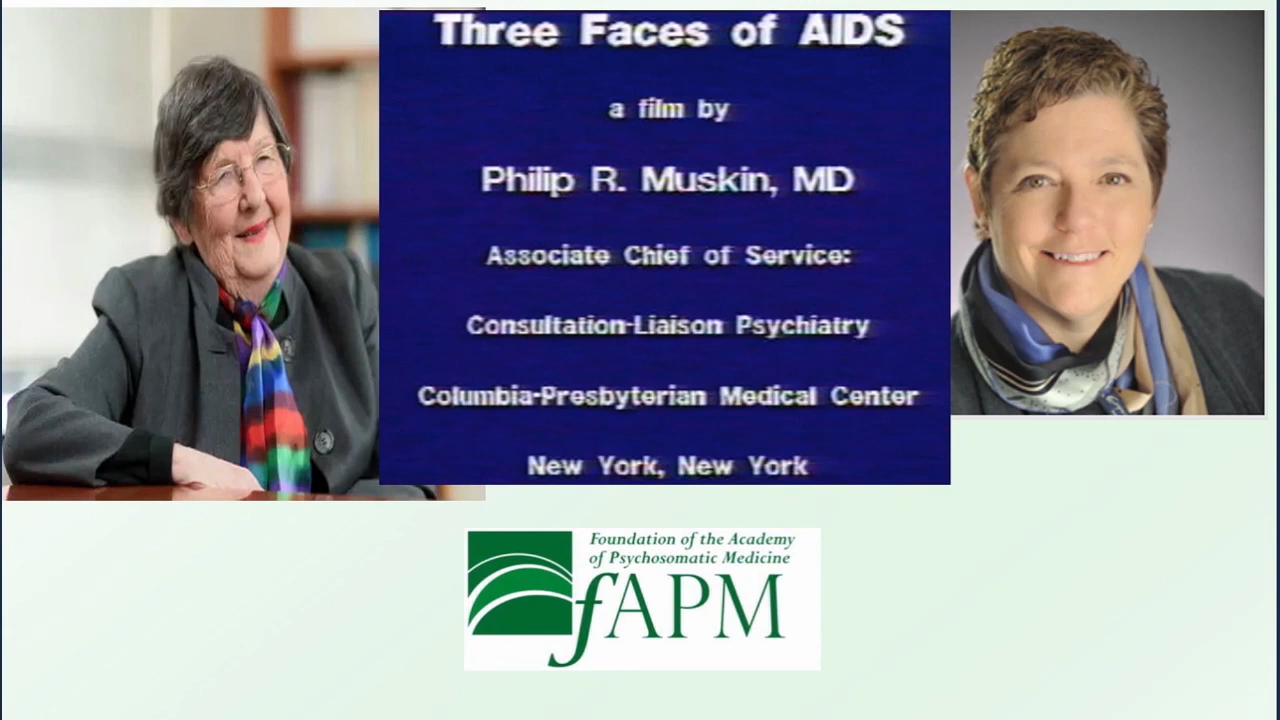 Three Faces of AIDS
a film by
Philip R. Muskin, MD
Associate Chief of Service:
Consultation-Liaison Psychiatry
Columbia-Presbyterian Medical Center
New York, New York
Foundation of the Academy
of Psychosomatic Medicine
fAPM